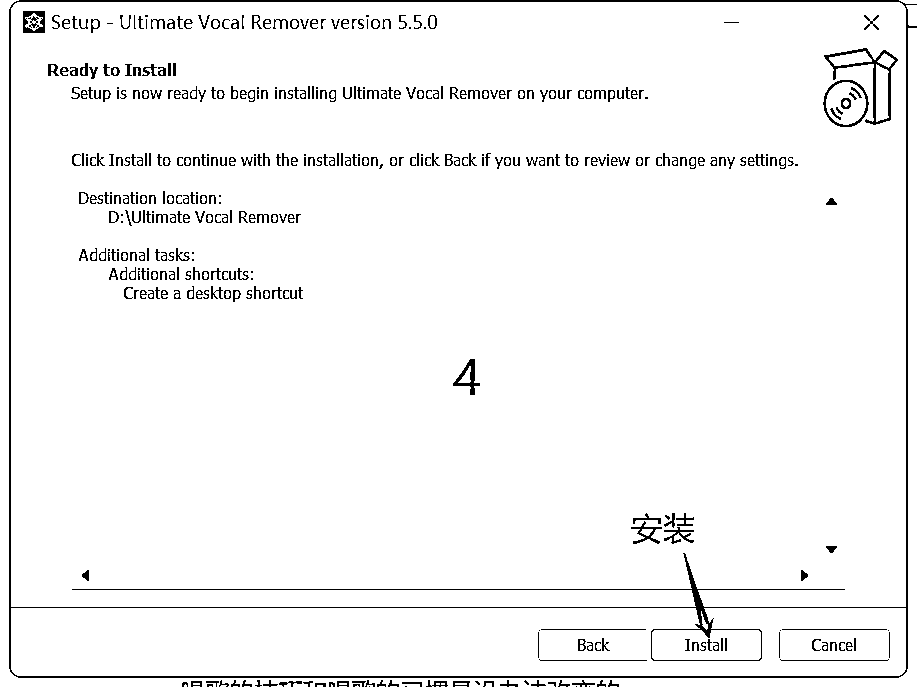 Setup - Ultimate Vocal Remover version 5.5.0
Ready to Install
Setup is now ready to begin installing Ultimate Vocal Remover on your computer.
Click Install to continue with the installation, or click Back if you want to review or change any settings.
Destination location:
D:\Ultimate Vocal Remover
Additional tasks:
Additional shortcuts:
Create a desktop shortcut
4
安装
Back
Install
Cancel